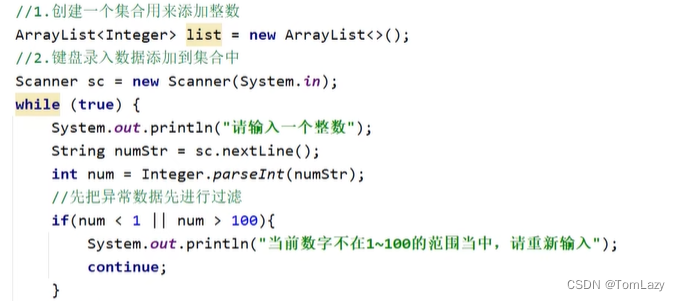 //1.创建一个集合用来添加整数
ArrayList<Integer> list = new ArrayList<>();
//2.键盘录入数据添加到集合中
Scanner sc = new Scanner(System.in);
while (true) {
System.out.println("请输入一个整数");
String numStr = sc.nextLine();
int num = Integer.parseInt(numStr);
//先把异常数据先进行过滤
if(num < 1 || num > 100){
System.out.println("当前数字不在1~100的范围当中，请重新输入");
continue;
}
CSDN @TomLazy